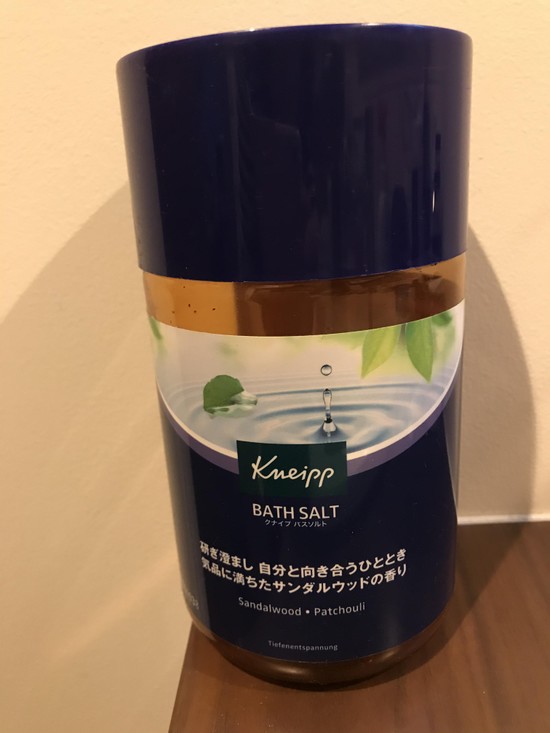 Kneipp
BATH SALT
クナイプ バスソルト
研ぎ澄まし 自分と向き合うひととき
気品に満ちたサンダルウッドの香り
Sandalwood • Patchouli
Tiefenentspannung